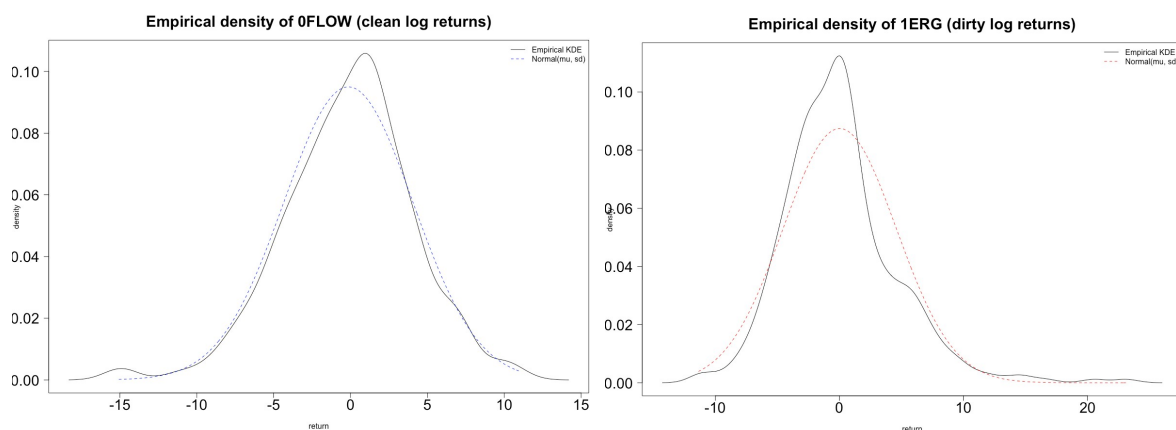 Empirical density of 0FLOW (clean log returns)
Empirical KDE
Normal(mu, sd)
0.10
0.08
0.06
0.04
0.02
0.00
density
-15
-10
-5
0
5
10
15
return
Empirical density of 1ERG (dirty log returns)
Empirical KDE
Normal(mu, sd
0.10
0.08
0.06
0.04
0.02
0.00
density
-10
0
10
20
return